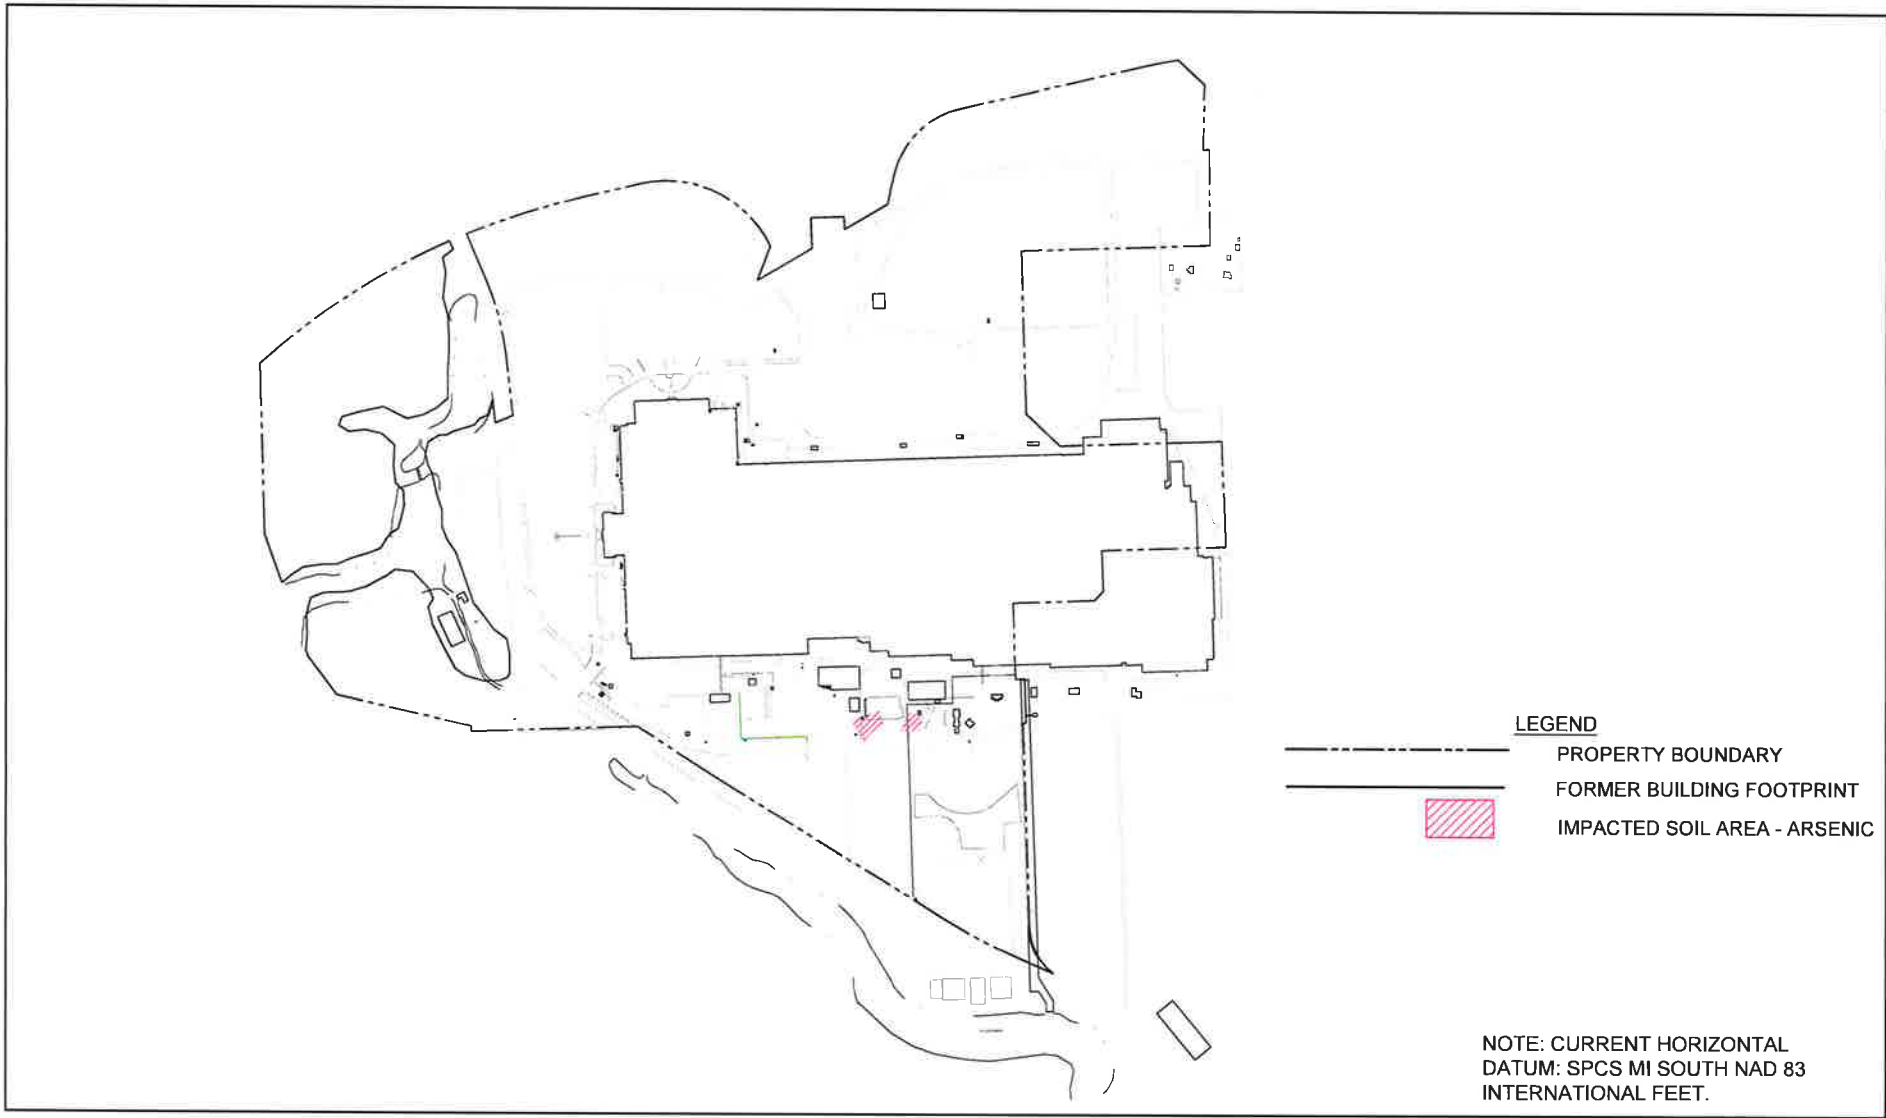 LEGEND
PROPERTY BOUNDARY
FORMER BUILDING FOOTPRINT
IMPACTED SOIL AREA - ARSENIC
NOTE: CURRENT HORIZONTAL
DATUM: SPCS MI SOUTH NAD 83
INTERNATIONAL FEET.